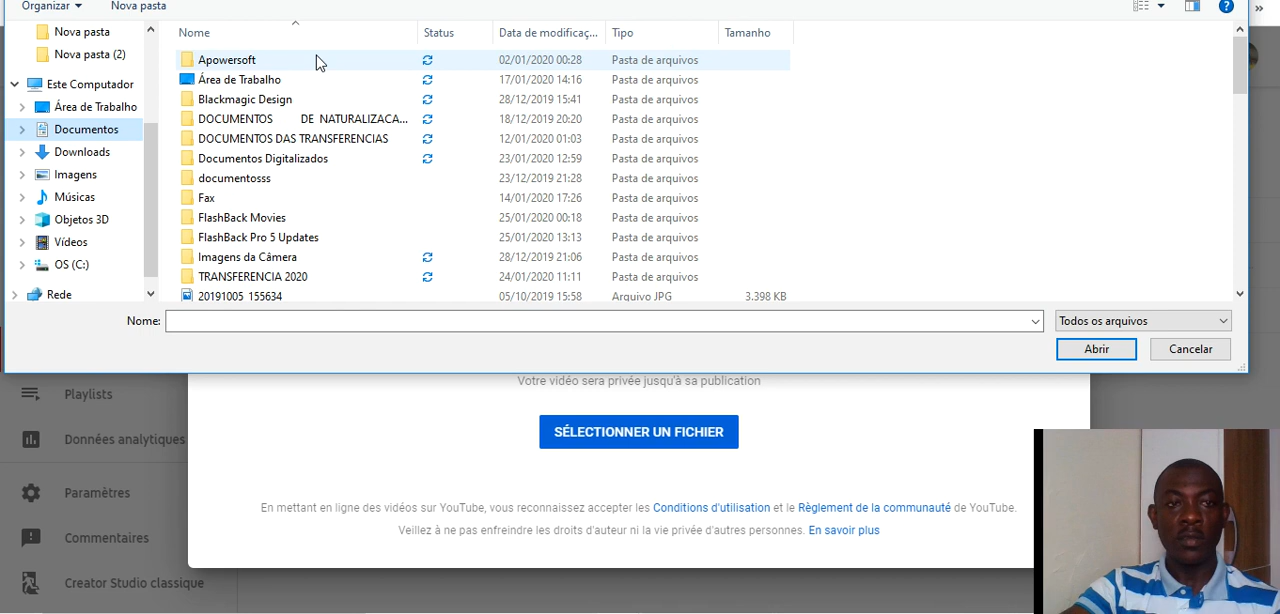 Organizar
Nova pasta
Nova pasta
Nova pasta (2)
Este Computador
Área de Trabalho
Documentos
Downloads
Imagens
Músicas
Objetos 3D
Vídeos
OS (C:)
Rede
Nome Status Data de modificaç... Tipo Tamanho
Apowersoft 02/01/2020 00:28 Pasta de arquivos
Área de Trabalho 17/01/2020 14:16 Pasta de arquivos
Blackmagic Design 28/12/2019 15:41 Pasta de arquivos
DOCUMENTOS DE NATURALIZACA... 18/12/2019 20:20 Pasta de arquivos
DOCUMENTOS DAS TRANSFERENCIAS 12/01/2020 01:03 Pasta de arquivos
Documentos Digitalizados 23/01/2020 12:59 Pasta de arquivos
documentosss 23/12/2019 21:28 Pasta de arquivos
Fax 14/01/2020 17:26 Pasta de arquivos
FlashBack Movies 25/01/2020 00:18 Pasta de arquivos
FlashBack Pro 5 Updates 25/01/2020 13:13 Pasta de arquivos
Imagens da Câmera 28/12/2019 21:06 Pasta de arquivos
TRANSFERENCIA 2020 24/01/2020 11:11 Pasta de arquivos
20191005_155634 05/10/2019 15:58 Arquivo JPG 3.398 KB
Nome:
Todos os arquivos
Abrir
Cancelar
Playlists
Données analytiques
Paramètres
Commentaires
Creator Studio classique
Votre vidéo sera privée jusqu'à sa publication
SÉLECTIONNER UN FICHIER
En mettant en ligne des vidéos sur YouTube, vous reconnaissez accepter les Conditions d'utilisation et le Règlement de la communauté de YouTube.
Veillez à ne pas enfreindre les droits d'auteur ni la vie privée d'autres personnes. En savoir plus